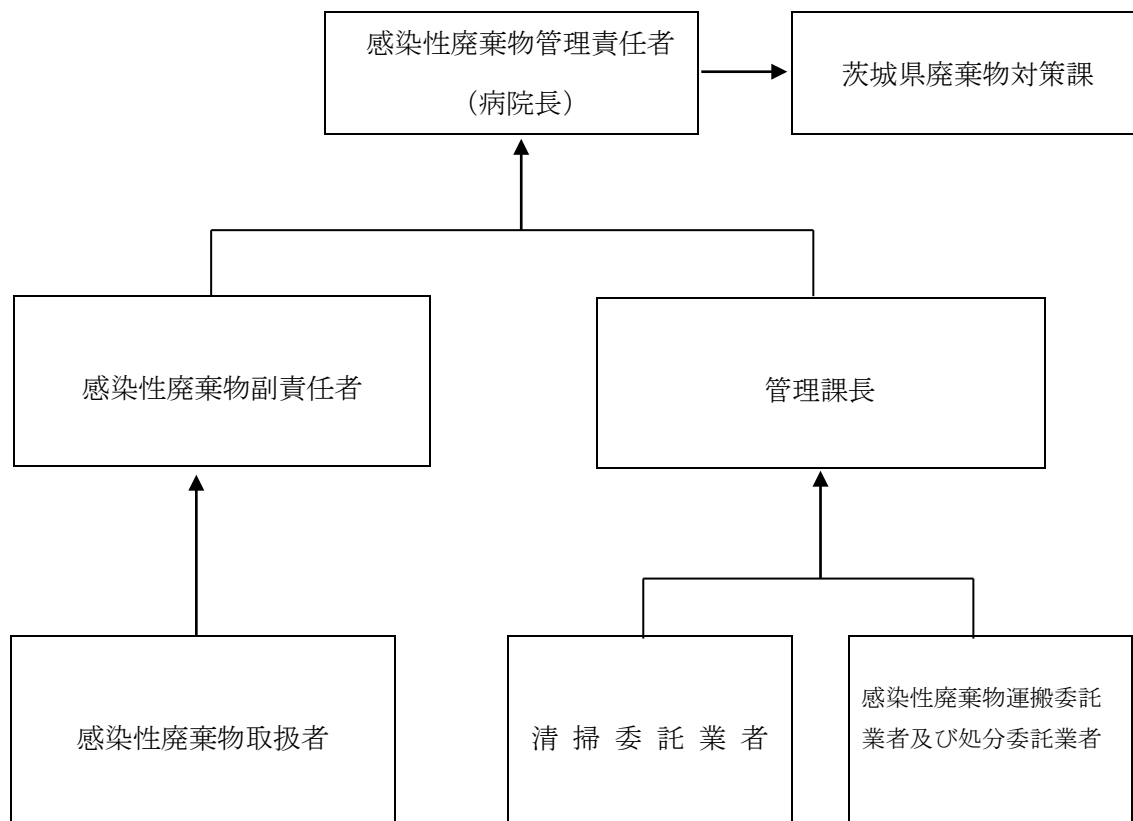 感染性廃棄物管理責任者
（病院長）
茨城県廃棄物対策課
感染性廃棄物副責任者
管理課長
感染性廃棄物取扱者
清掃委託業者
感染性廃棄物運搬委託
業者及び処分委託業者